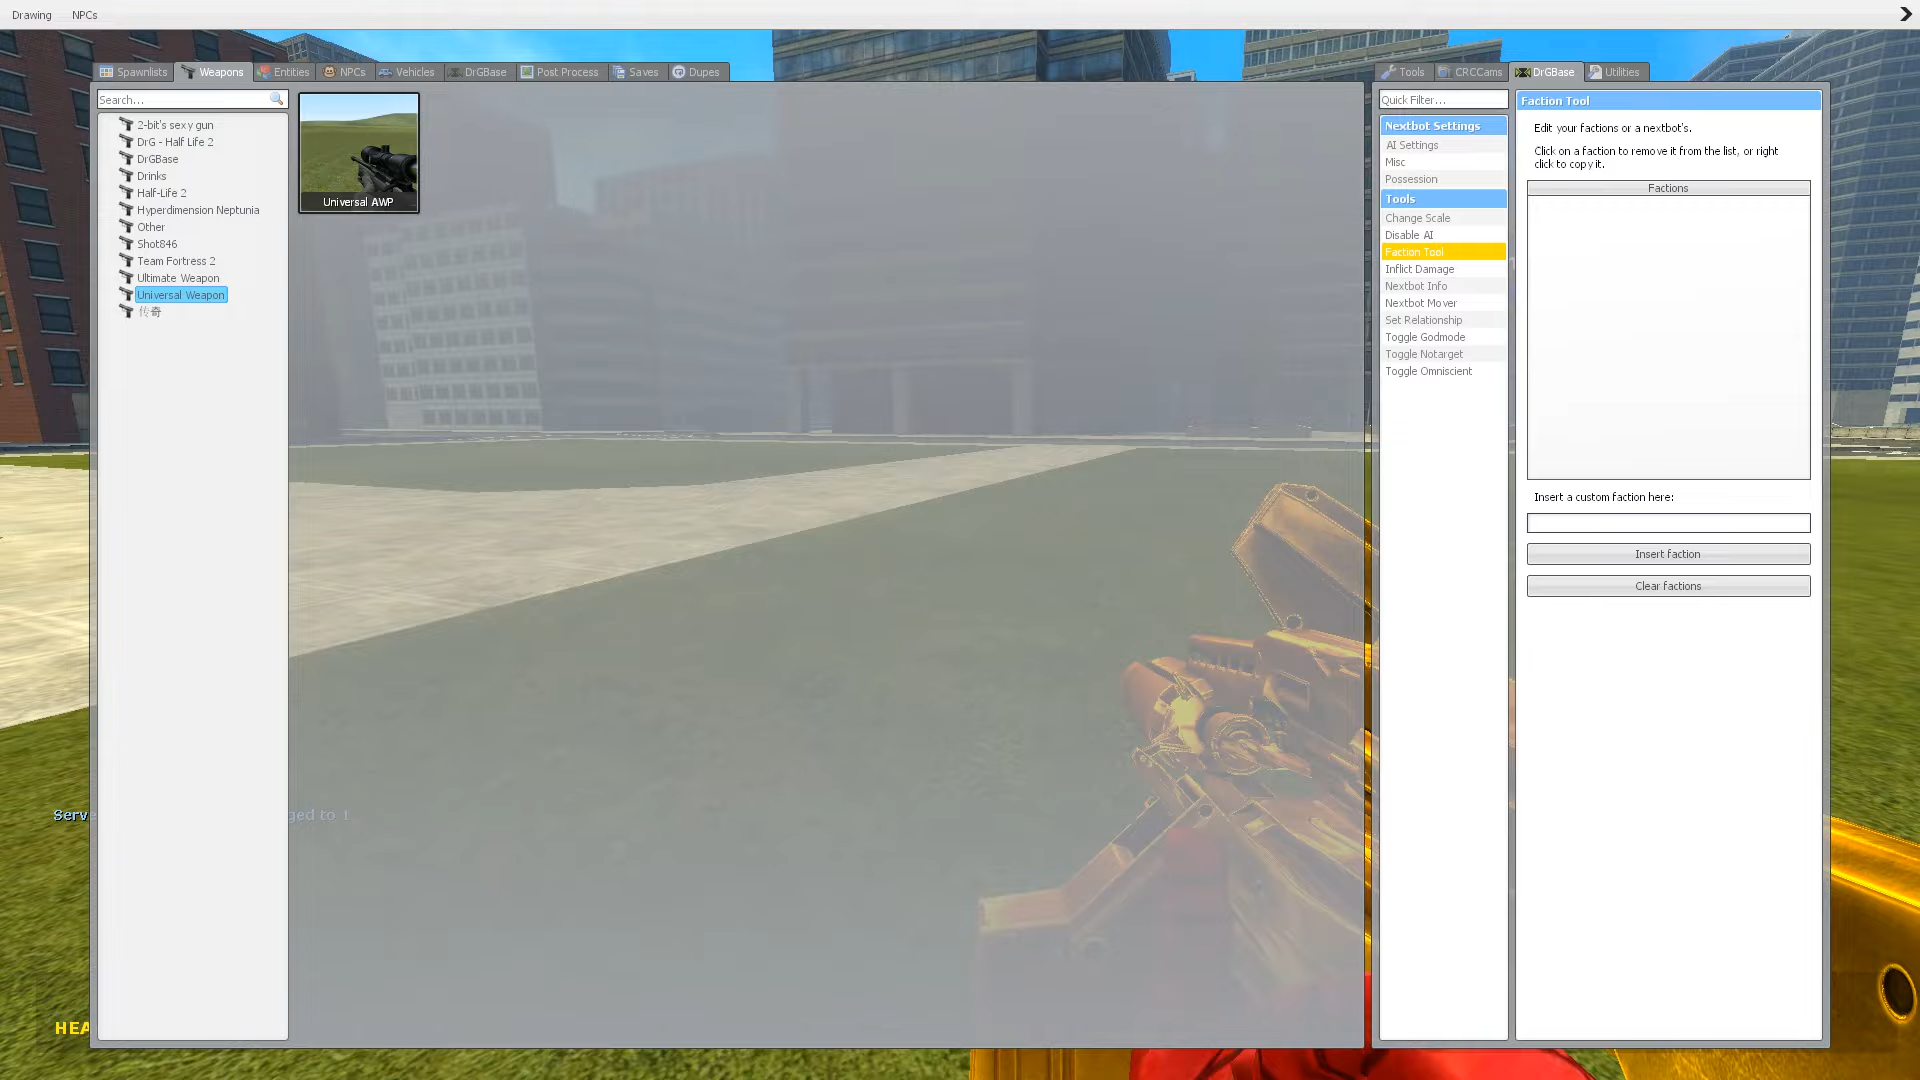 Drawing NPCs
Spawnlists Weapons Entities NPCs Vehicles DrGBase Post Process Saves Dupes
Tools CRCCams DrGBase Utilities
Search...
2-bit's sexy gun
DrG - Half Life 2
DrGBase
Drinks
Half-Life 2
Hyperdimension Neptunia
Other
Shot846
Team Fortress 2
Ultimate Weapon
Universal Weapon
传奇
Universal AWP
Quick Filter...
Nextbot Settings
AI Settings
Misc
Possession
Tools
Change Scale
Disable AI
Faction Tool
Inflict Damage
Nextbot Info
Nextbot Mover
Set Relationship
Toggle Godmode
Toggle Notarget
Toggle Omniscient
Faction Tool
Edit your factions or a nextbot's.
Click on a faction to remove it from the list, or right
click to copy it.
Factions
Insert a custom faction here:
Insert faction
Clear factions
Serv
ged to 1
HEA